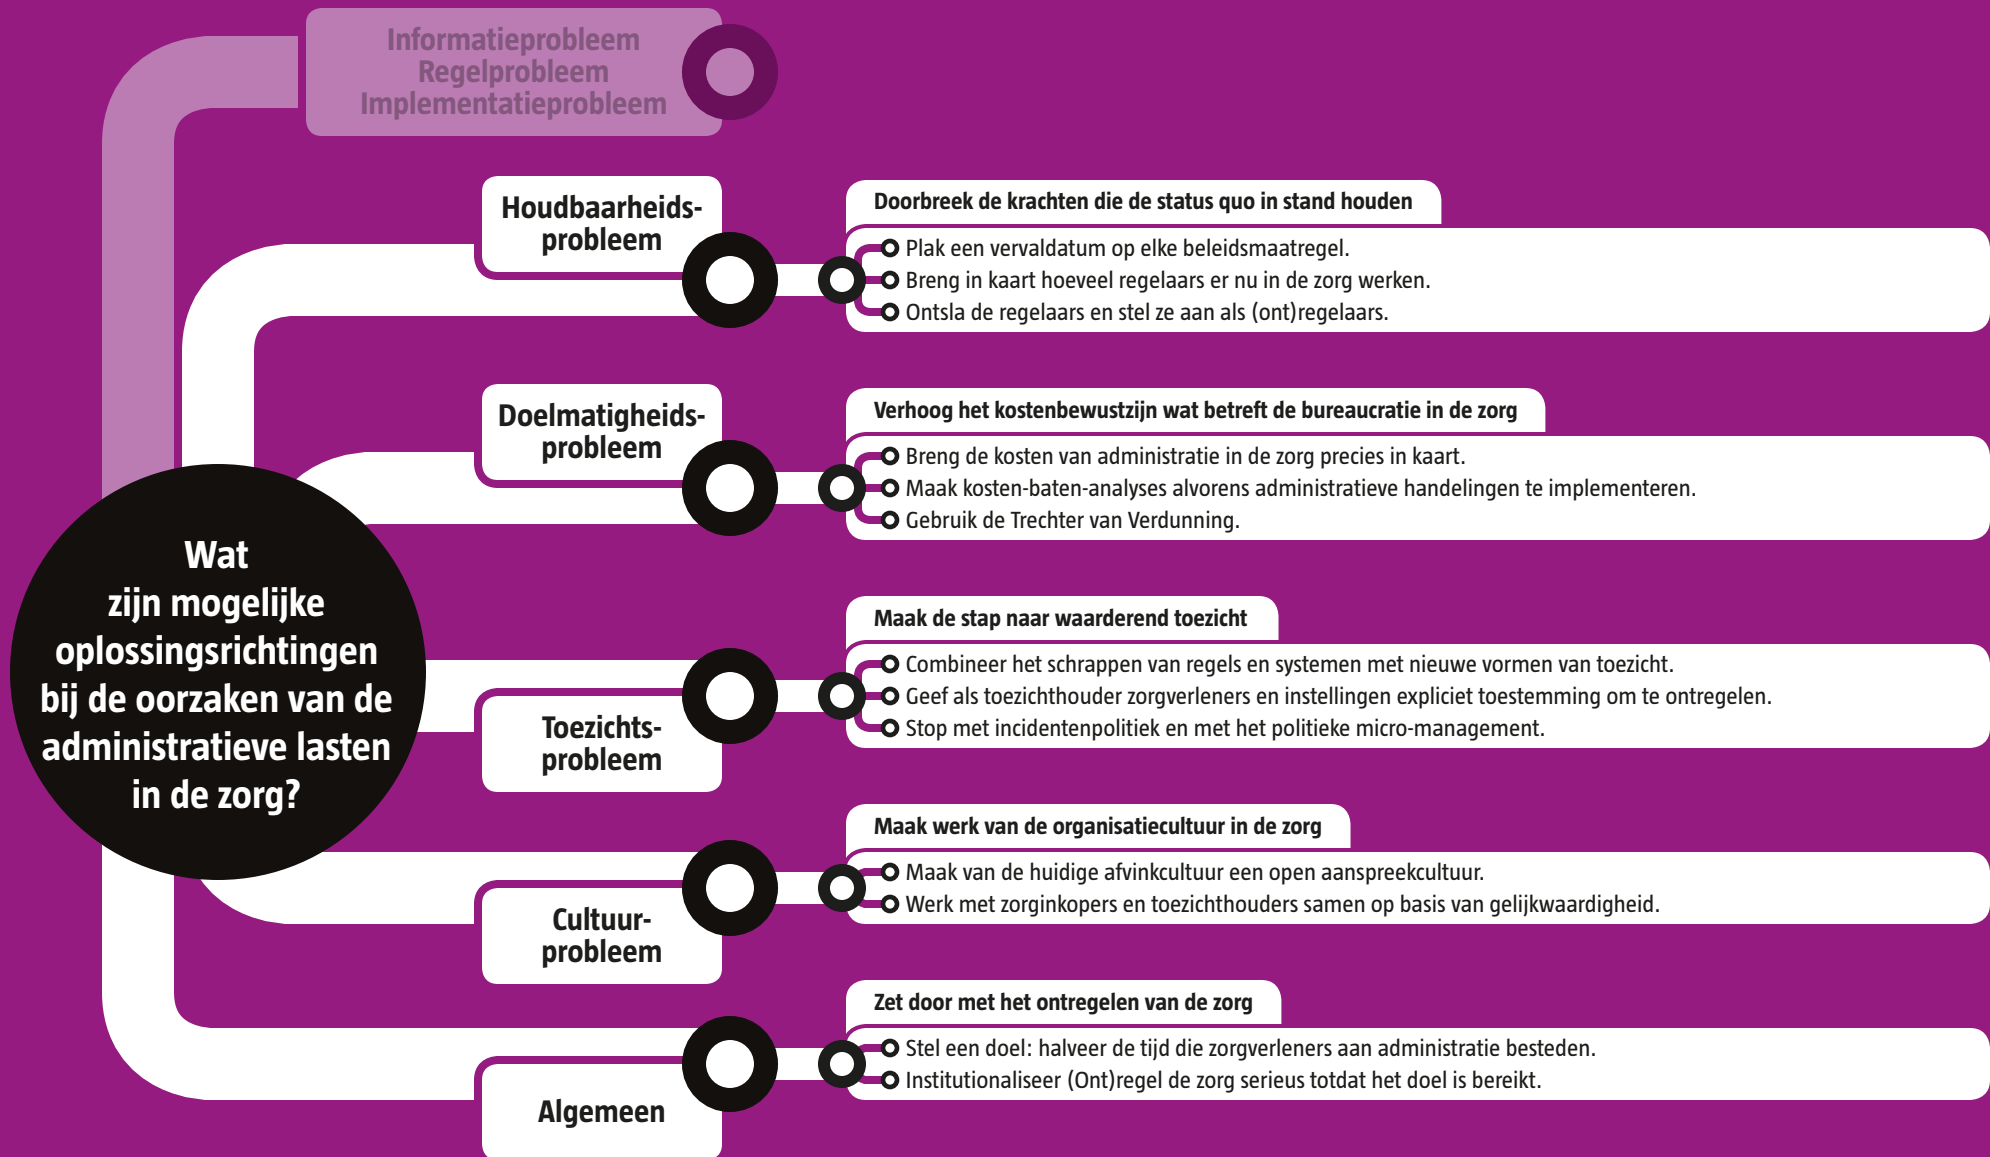 Informatieprobleem
Regelprobleem
Implementatieprobleem
Houdbaarheids-
probleem
Doorbreek de krachten die de status quo in stand houden
Plak een vervaldatum op elke beleidsmaatregel.
Breng in kaart hoeveel regelaars er nu in de zorg werken.
Ontsla de regelaars en stel ze aan als (ont)regelaars.
Doelmatigheids-
probleem
Verhoog het kostenbewustzijn wat betreft de bureaucratie in de zorg
Breng de kosten van administratie in de zorg precies in kaart.
Maak kosten-baten-analyses alvorens administratieve handelingen te implementeren.
Gebruik de Trechter van Verdunning.
Wat
zijn mogelijke
oplossingsrichtingen
bij de oorzaken van de
administratieve lasten
in de zorg?
Toezichts-
probleem
Maak de stap naar waarderend toezicht
Combineer het schrappen van regels en systemen met nieuwe vormen van toezicht.
Geef als toezichthouder zorgverleners en instellingen expliciet toestemming om te ontregelen.
Stop met incidentenpolitiek en met het politieke micro-management.
Cultuur-
probleem
Maak werk van de organisatiecultuur in de zorg
Maak van de huidige afvinkcultuur een open aanspreekcultuur.
Werk met zorginkopers en toezichthouders samen op basis van gelijkwaardigheid.
Algemeen
Zet door met het ontregelen van de zorg
Stel een doel: halveer de tijd die zorgverleners aan administratie besteden.
Institutionaliseer (Ont)regel de zorg serieus totdat het doel is bereikt.